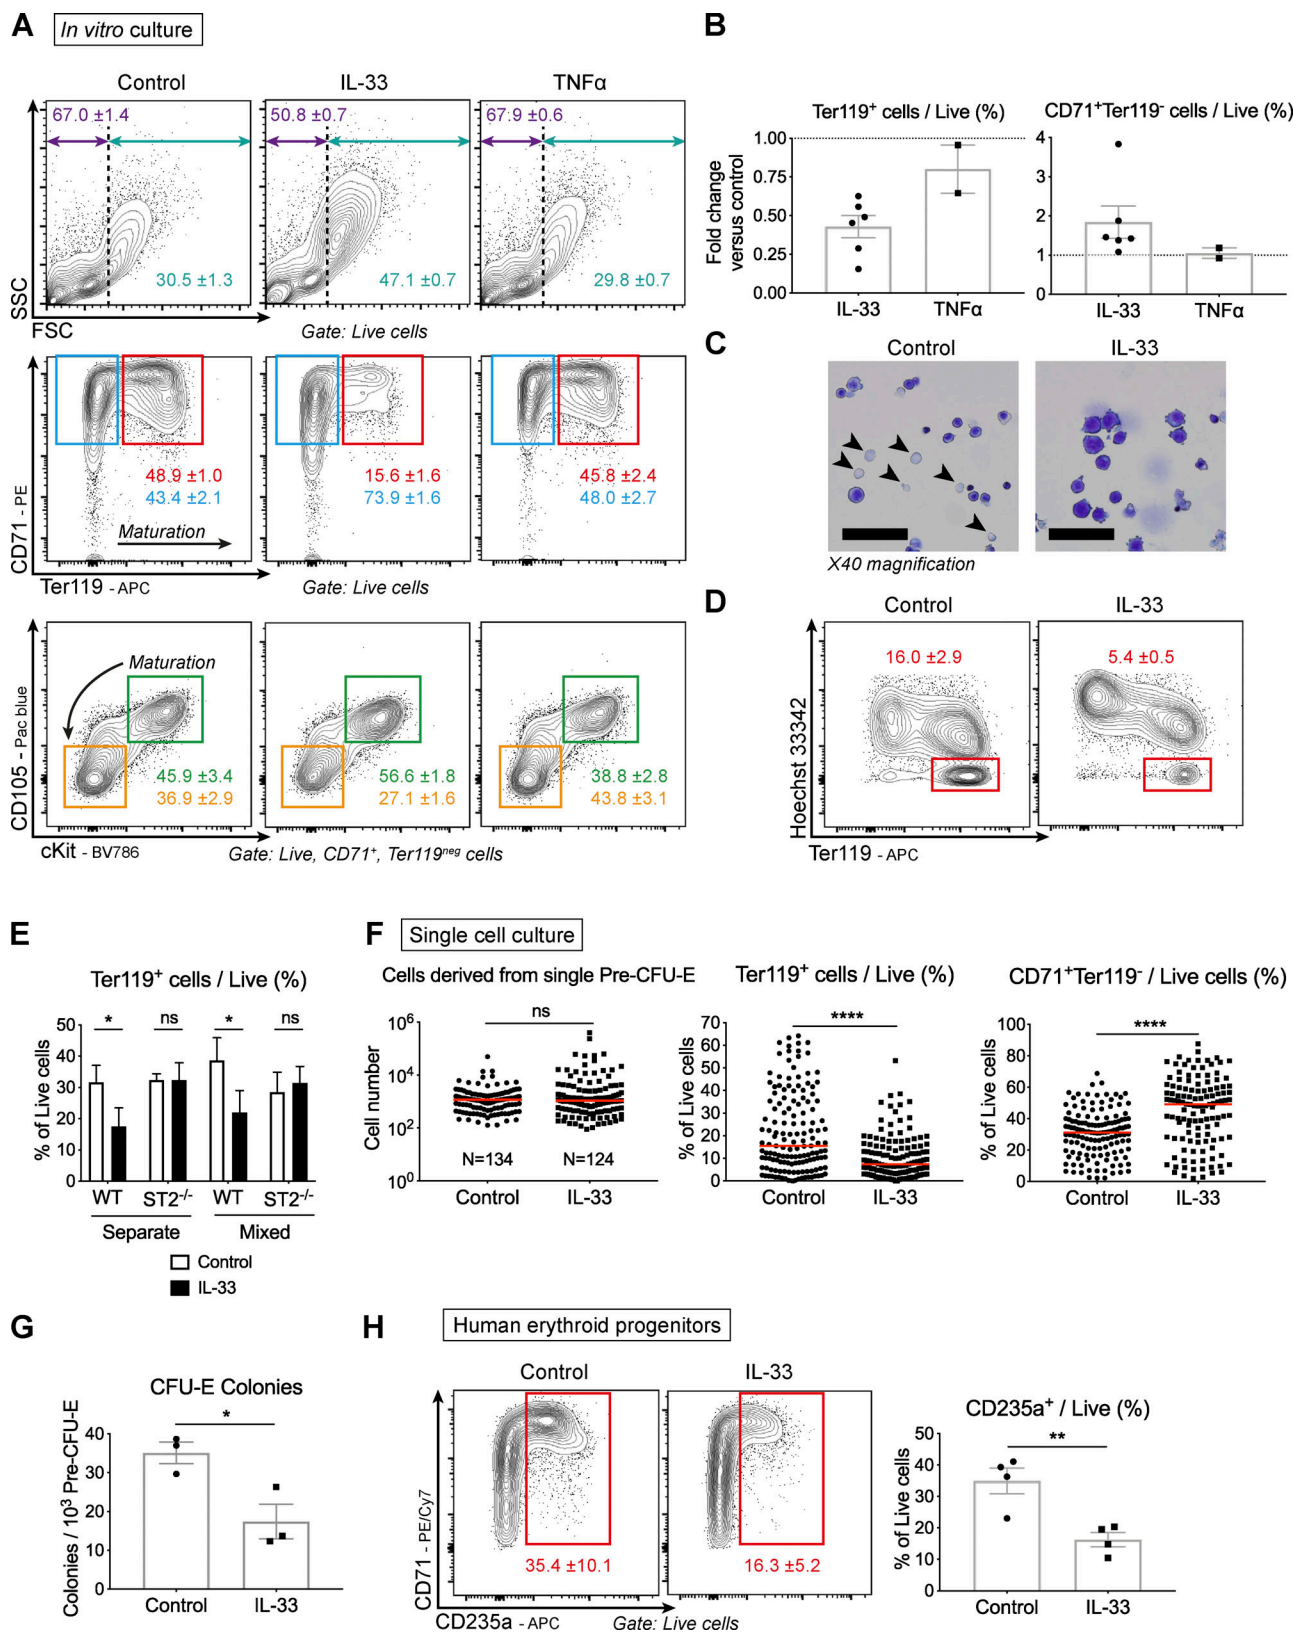 A In vitro culture
Control IL-33 TNFα
67.0 ±1.4 50.8 ±0.7 67.9 ±0.6
30.5 ±1.3 47.1 ±0.7 29.8 ±0.7
SSC
FSC Gate: Live cells
48.9 ±1.0 15.6 ±1.6 45.8 ±2.4
43.4 ±2.1 73.9 ±1.6 48.0 ±2.7
Maturation
CD71 - PE
Ter119 - APC Gate: Live cells
Maturation
45.9 ±3.4 56.6 ±1.8 38.8 ±2.8
36.9 ±2.9 27.1 ±1.6 43.8 ±3.1
CD105 - Pac blue
cKit - BV786 Gate: Live, CD71⁺, Ter119ⁿᵉᵍ cells
B
Ter119⁺ cells / Live (%) CD71⁺Ter119⁻ cells / Live (%)
Fold change
versus control
1.00
0.75
0.50
0.25
0.00
IL-33 TNFα
4
3
2
1
0
IL-33 TNFα
C
Control IL-33
X40 magnification
D
Control IL-33
16.0 ±2.9 5.4 ±0.5
Hoechst 33342
Ter119 - APC
E
Ter119⁺ cells / Live (%)
% of Live cells
50
40
30
20
10
0
* ns * ns
WT ST2⁻/⁻ WT ST2⁻/⁻
Separate Mixed
Control
IL-33
F Single cell culture
Cells derived from single Pre-CFU-E
ns
Cell number
10⁶
10⁴
10²
10⁰
N=134 N=124
Control IL-33
Ter119⁺ cells / Live (%)
****
% of Live cells
70
60
50
40
30
20
10
0
Control IL-33
CD71⁺Ter119⁻ / Live cells (%)
****
% of Live cells
100
80
60
40
20
0
Control IL-33
G
CFU-E Colonies
*
Colonies / 10³ Pre-CFU-E
40
30
20
10
0
Control IL-33
H Human erythroid progenitors
Control IL-33
35.4 ±10.1 16.3 ±5.2
CD71 - PE/Cy7
CD235a - APC Gate: Live cells
CD235a⁺ / Live (%)
**
% of Live cells
50
40
30
20
10
0
Control IL-33